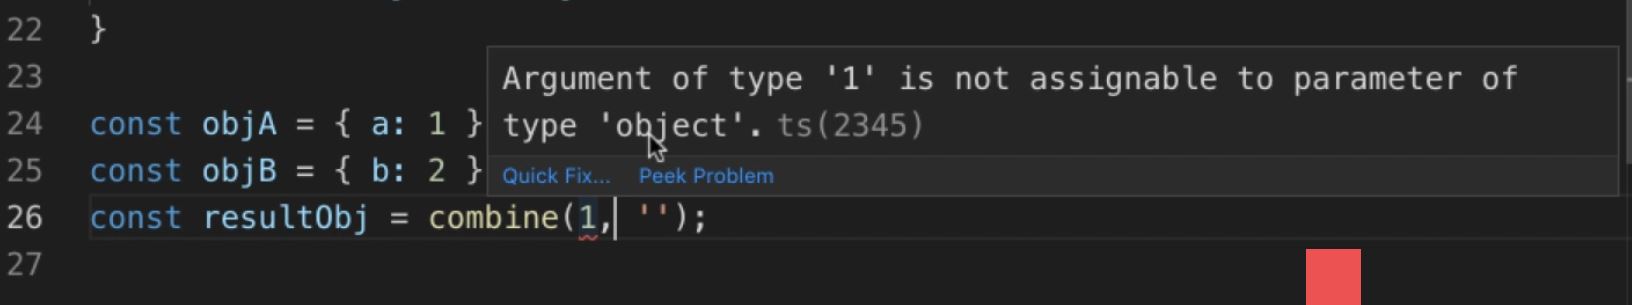 22 }
23
Argument of type '1' is not assignable to parameter of
type 'object'. ts(2345)
Quick Fix... Peek Problem
24 const objA = { a: 1 }
25 const objB = { b: 2 }
26 const resultObj = combine(1, '');
27